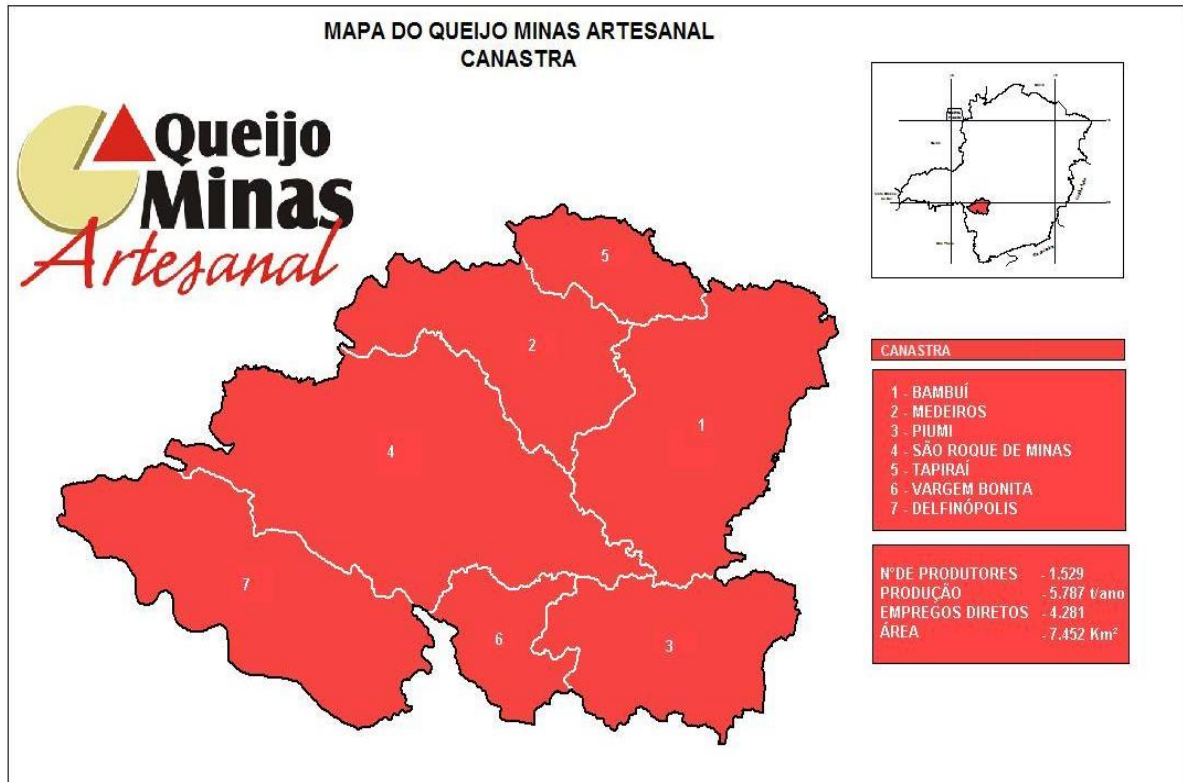 MAPA DO QUEIJO MINAS ARTESANAL
CANASTRA
Queijo
Minas
Artesanal
5
2
1
4
7
6
3
CANASTRA
1 - BAMBUÍ
2 - MEDEIROS
3 - PIUMI
4 - SÃO ROQUE DE MINAS
5 - TAPIRAÍ
6 - VARGEM BONITA
7 - DELFINÓPOLIS
N°DE PRODUTORES - 1.529
PRODUÇÃO - 5.787 t/ano
EMPREGOS DIRETOS - 4.281
ÁREA - 7.452 Km²